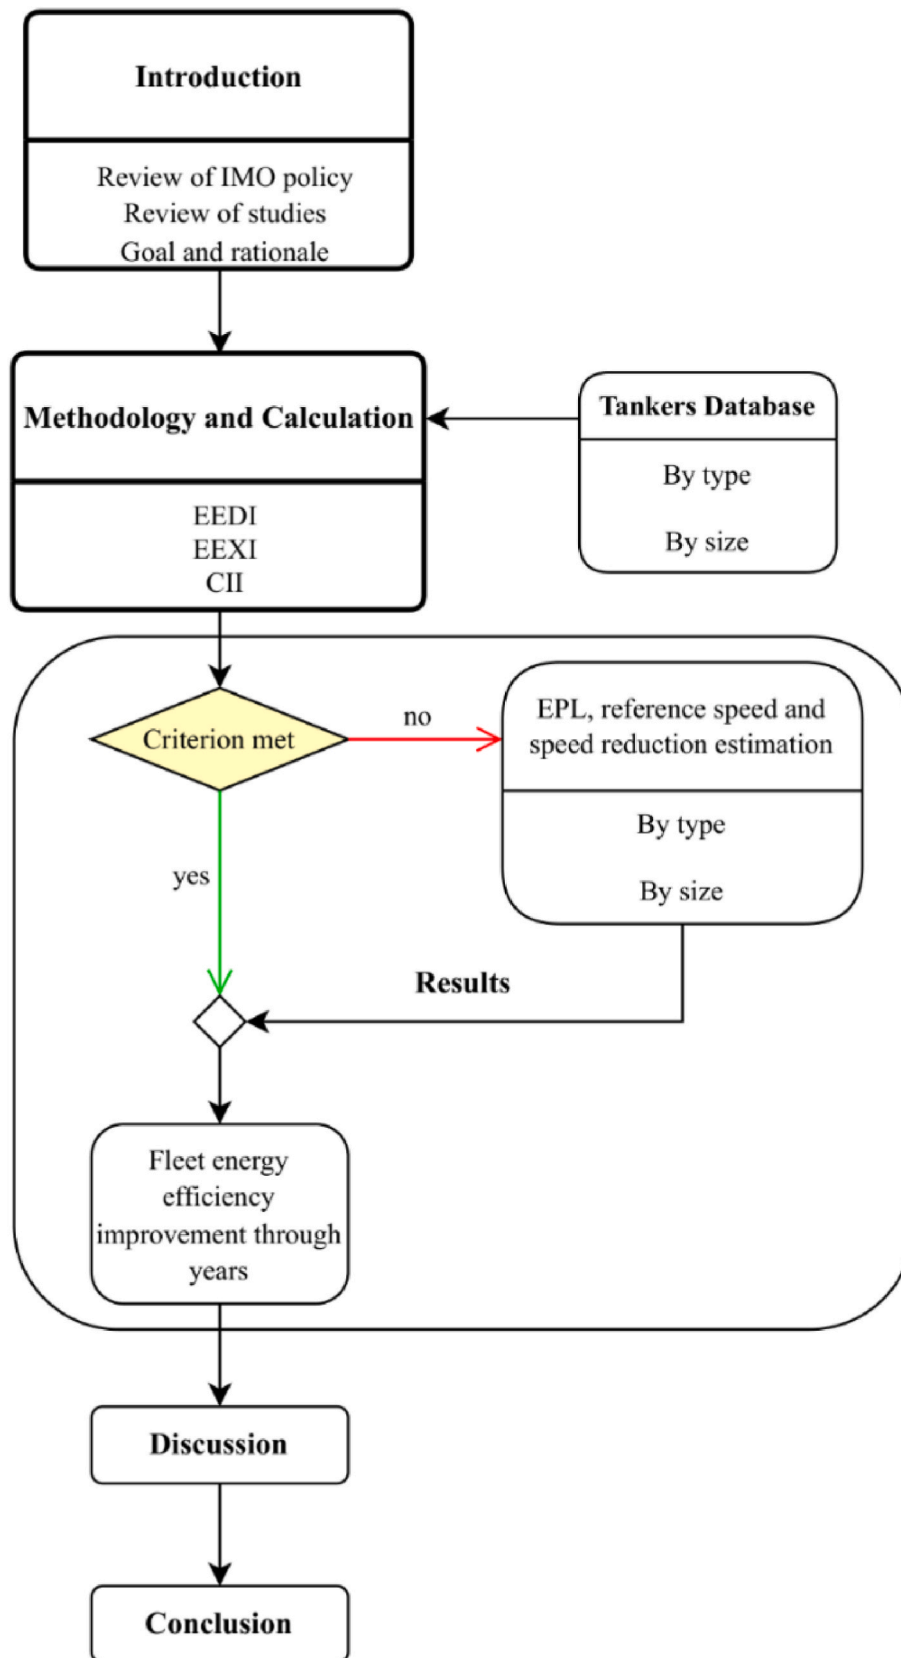 Introduction
Review of IMO policy
Review of studies
Goal and rationale
Methodology and Calculation
EEDI
EEXI
CII
Tankers Database
By type
By size
Criterion met
no
EPL, reference speed and
speed reduction estimation
By type
By size
yes
Results
Fleet energy
efficiency
improvement through
years
Discussion
Conclusion